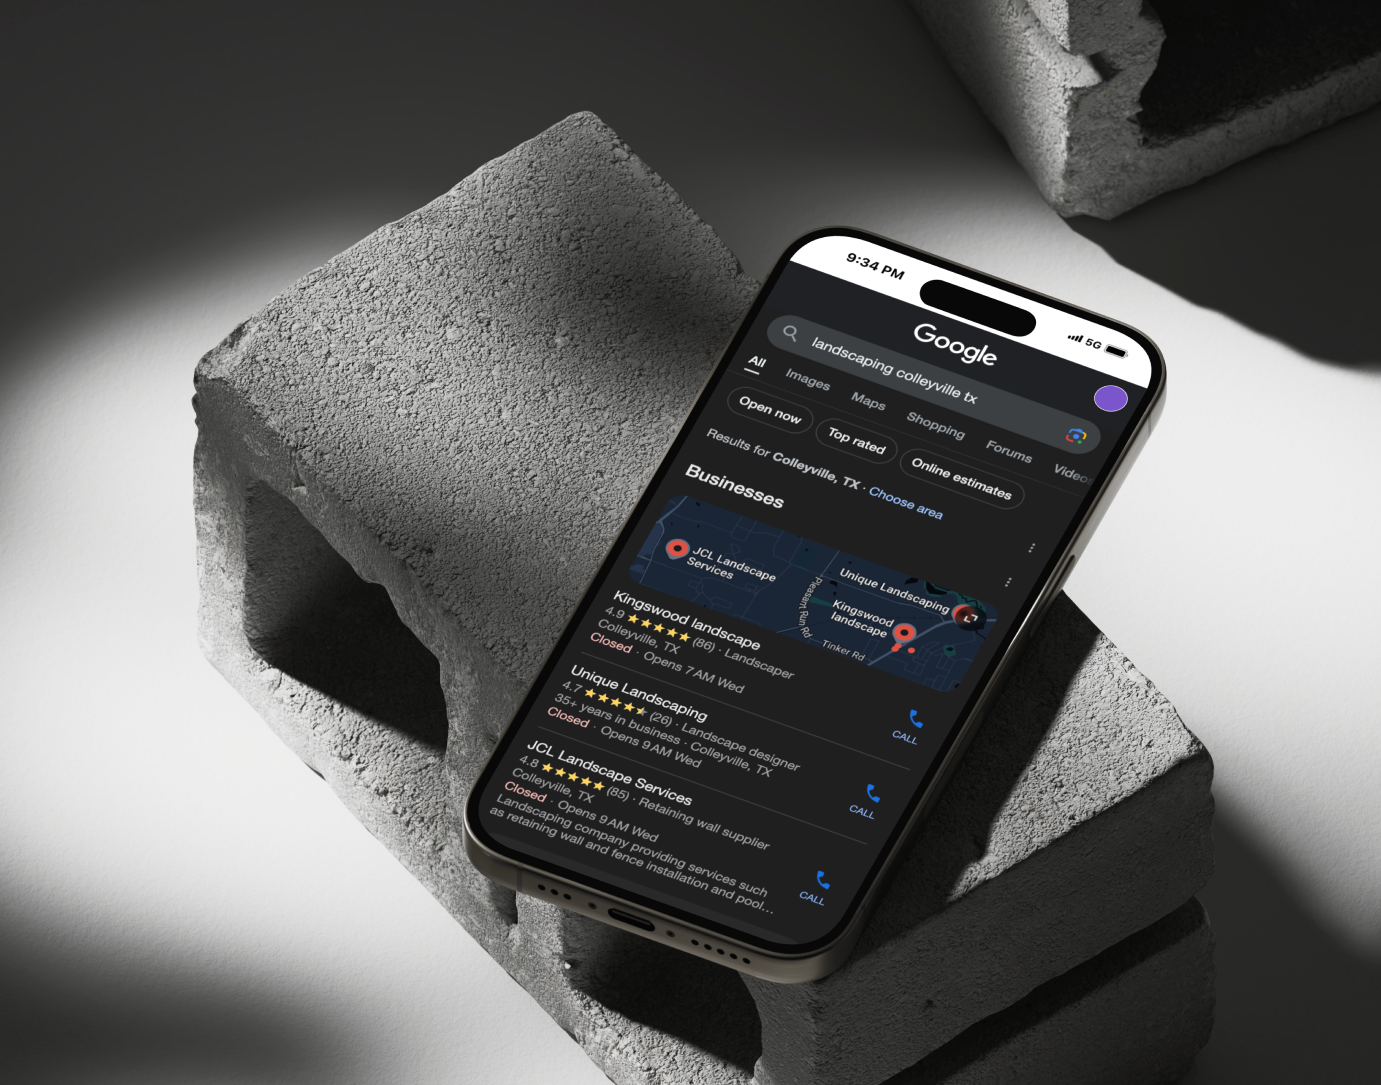 9:34 PM
5G
Google
landscaping colleyville tx
All Images Maps Shopping Forums Video
Open now Top rated Online estimates
Results for Colleyville, TX · Choose area
Businesses
JCL Landscape
Services
Unique Landscaping
Kingswood
landscape
Pleasant Run Rd
Tinker Rd
Kingswood landscape
4.9 ★★★★★ (86) · Landscaper
Colleyville, TX
Closed · Opens 7 AM Wed
CALL
Unique Landscaping
4.7 ★★★★★ (26) · Landscape designer
35+ years in business · Colleyville, TX
Closed · Opens 9 AM Wed
CALL
JCL Landscape Services
4.8 ★★★★★ (85) · Retaining wall supplier
Colleyville, TX
Closed · Opens 9 AM Wed
Landscaping company providing services such
as retaining wall and fence installation and pool...
CALL